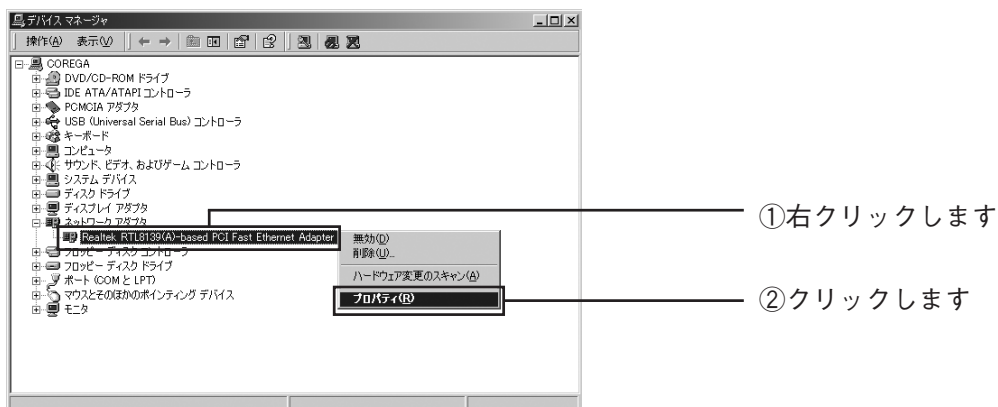 デバイス マネージャ
操作(A) 表示(V)
COREGA
DVD/CD-ROM ドライブ
IDE ATA/ATAPI コントローラ
PCMCIA アダプタ
USB (Universal Serial Bus) コントローラ
キーボード
コンピュータ
サウンド、ビデオ、およびゲーム コントローラ
システム デバイス
ディスク ドライブ
ディスプレイ アダプタ
ネットワーク アダプタ
Realtek RTL8139(A)-based PCI Fast Ethernet Adapter
フロッピー ディスク コントローラ
フロッピー ディスク ドライブ
ポート (COM と LPT)
マウスとそのほかのポインティング デバイス
モニタ
無効(D)
削除(U)...
ハードウェア変更のスキャン(A)
プロパティ(R)
①右クリックします
②クリックします